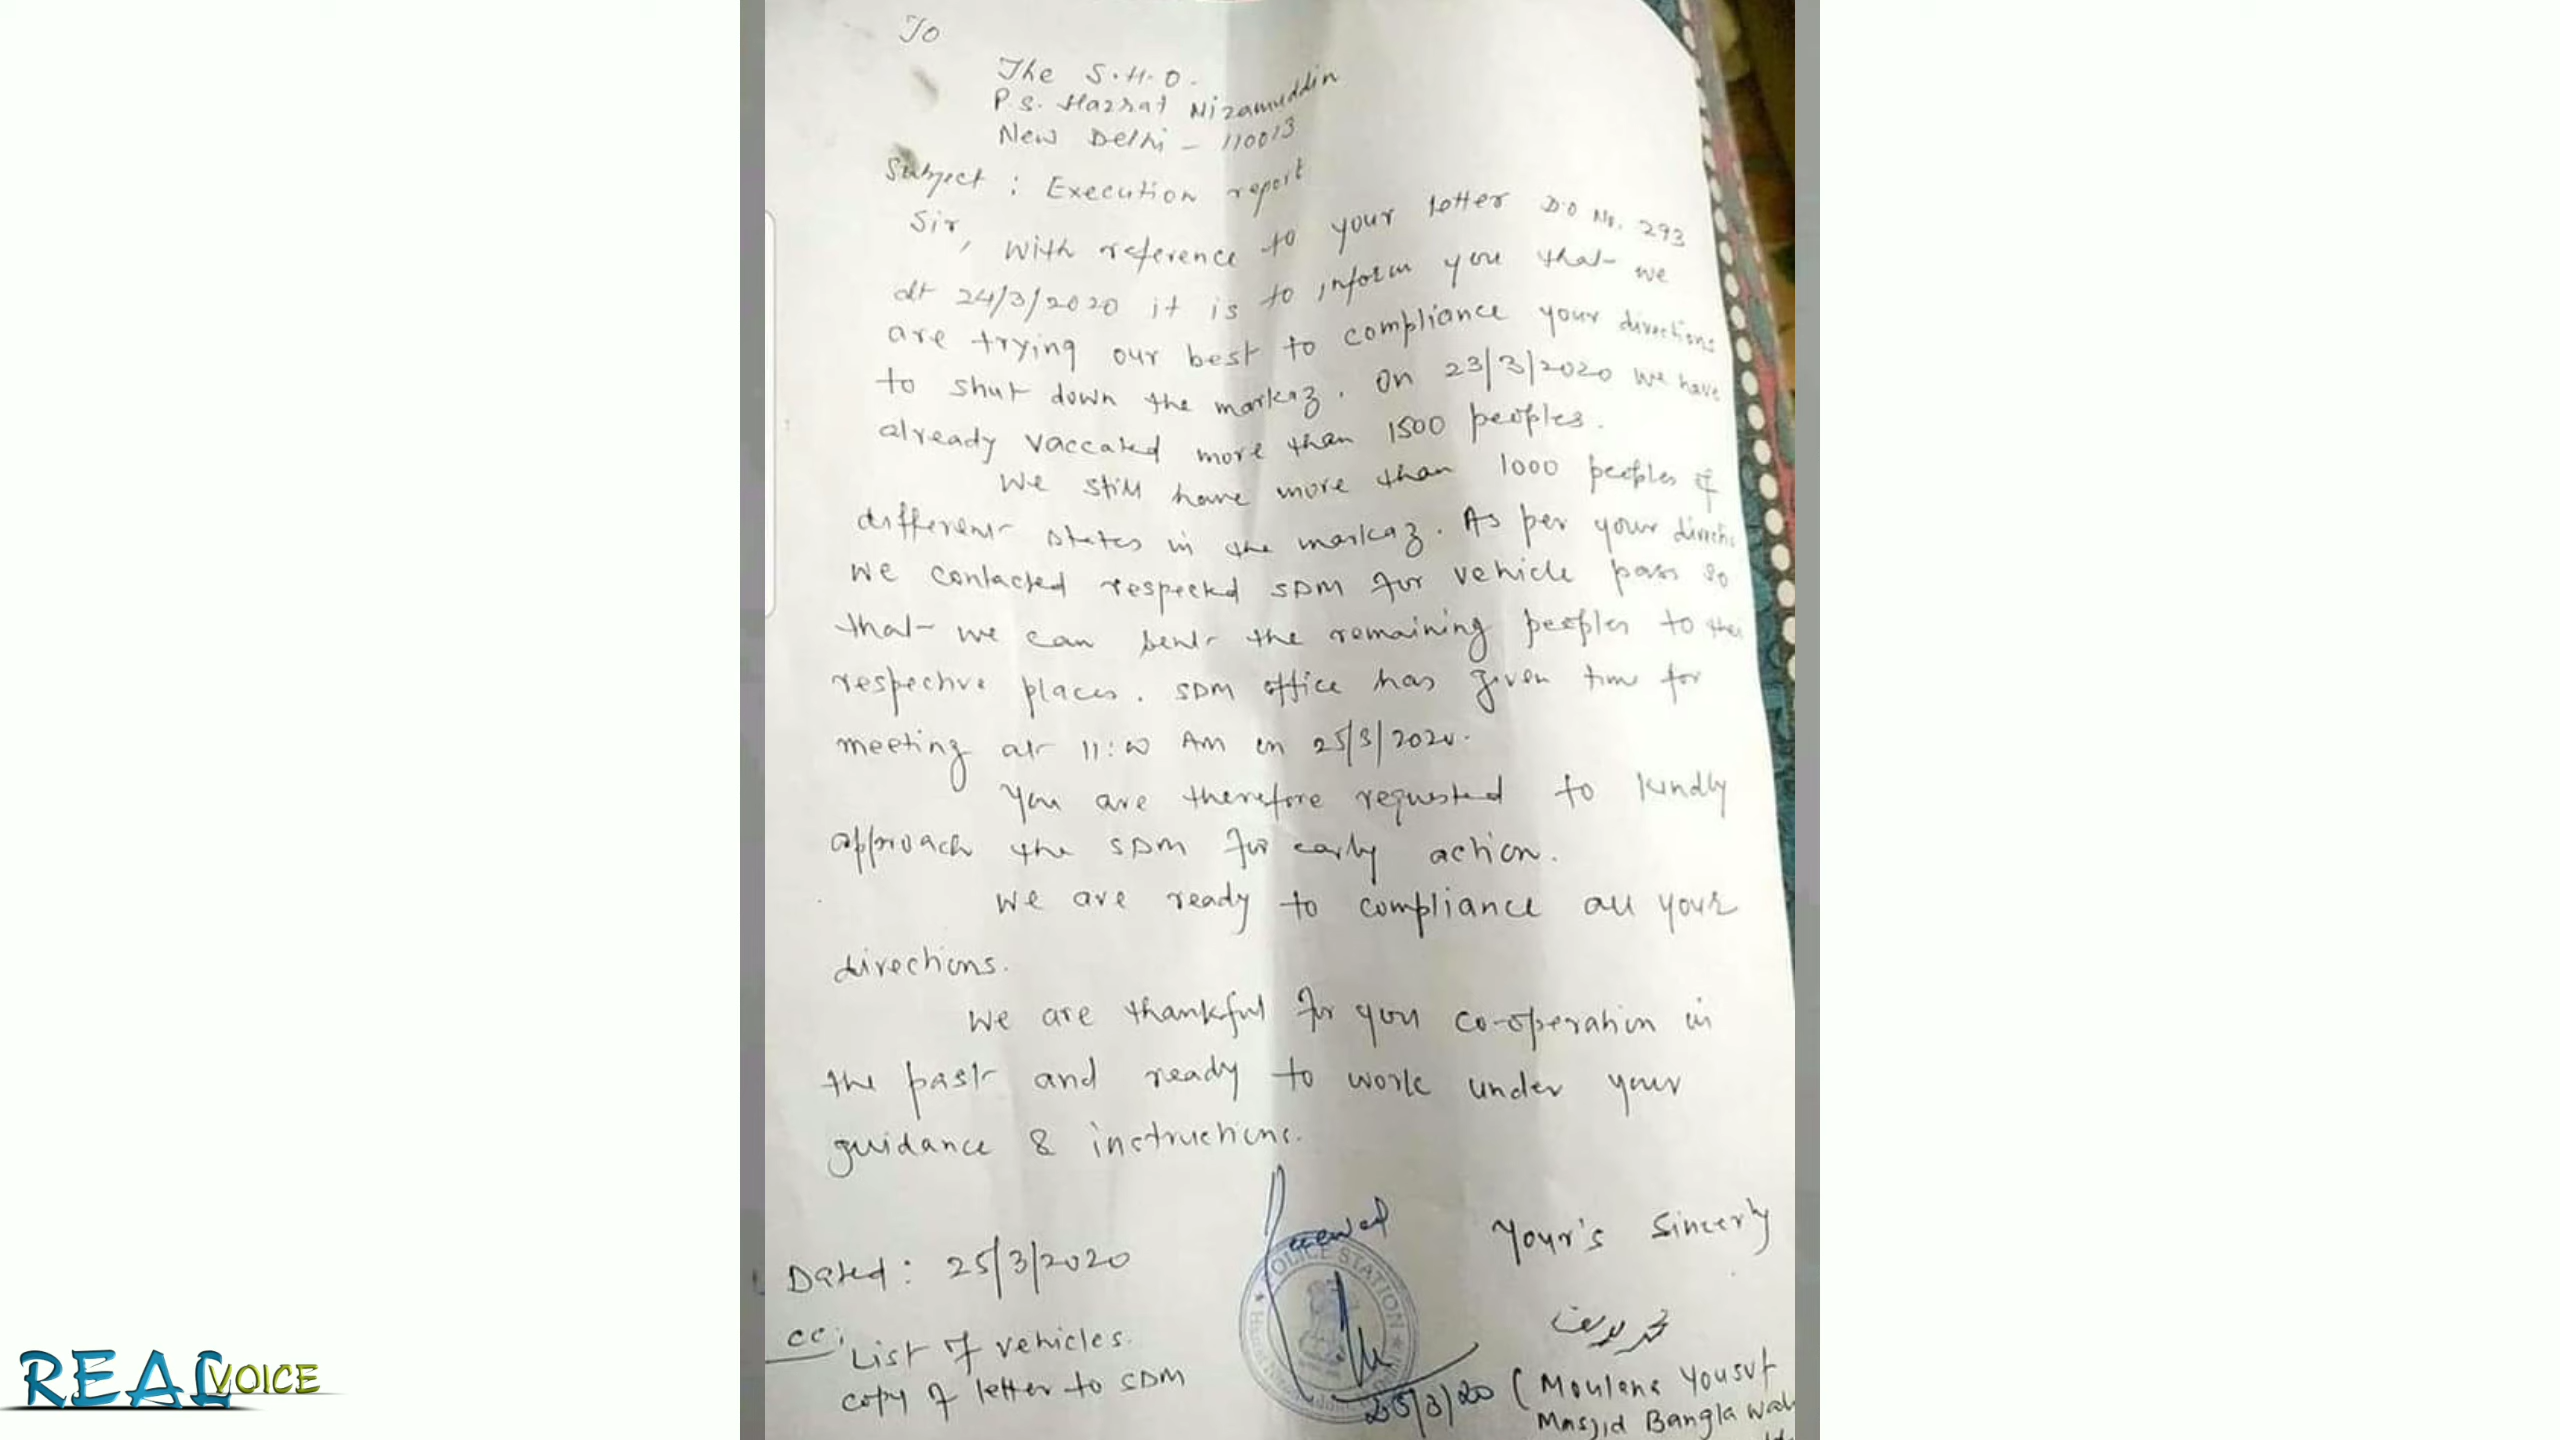 To
The S.H.O.
P.S. Hazrat Nizamuddin
New Delhi - 110013
Subject : Execution report
Sir,
With reference to your letter D.O No. 293
dt 24/3/2020 it is to inform you that we
are trying our best to compliance your directions
to shut down the markaz. On 23/3/2020 we have
already vaccated more than 1500 peoples.
We still have more than 1000 peoples of
different states in the markaz. As per your
we contacted respected SDM for vehicle pass so
that we can sent the remaining peoples to
respective places. SDM office has given time for
meeting at 11:00 AM on 25/3/2020.
You are therefore requested to kindly
approach the SDM for early action.
We are ready to compliance all your
directions.
We are thankful for you co-operation in
the past and ready to work under your
guidance & instructions.
Your's Sincerly
Dated : 25/3/2020
POLICE STATION
محمد يوسف
CC: List of vehicles.
copy of letter to SDM
25/3/20
(Moulana Yousuf
Masjid Bangla
REAL VOICE